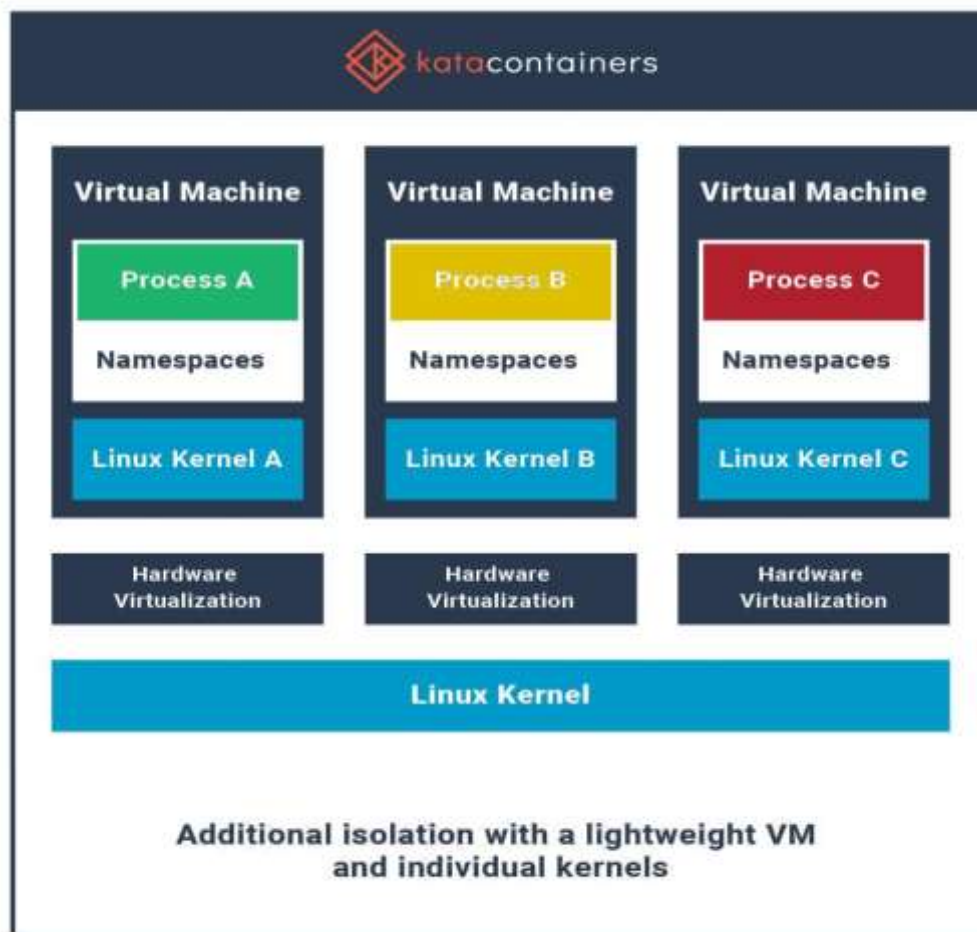 katacontainers
Virtual Machine
Process A
Namespaces
Linux Kernel A
Virtual Machine
Process B
Namespaces
Linux Kernel B
Virtual Machine
Process C
Namespaces
Linux Kernel C
Hardware
Virtualization
Hardware
Virtualization
Hardware
Virtualization
Linux Kernel
Additional isolation with a lightweight VM
and individual kernels